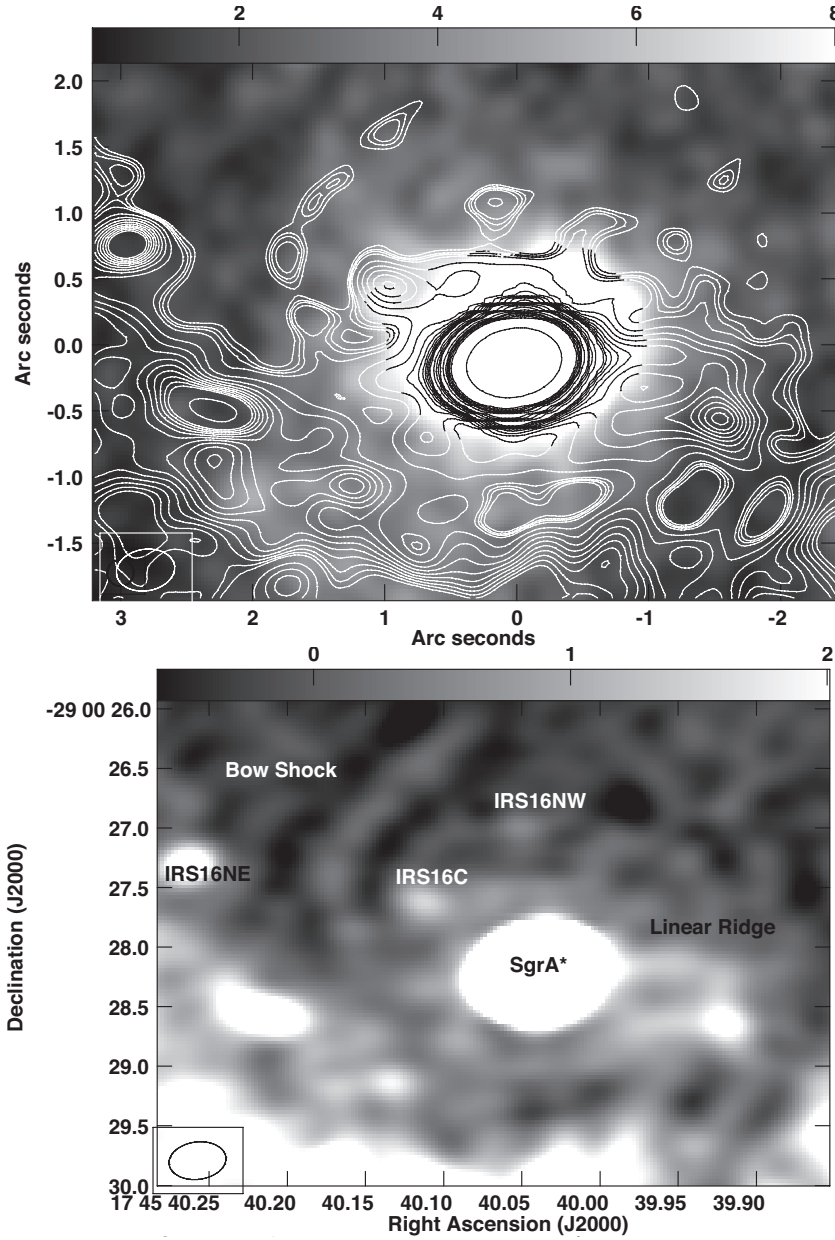 2 4 6 8
2.0
1.5
1.0
0.5
0.0
-0.5
-1.0
-1.5
Arc seconds
3 2 1 0 -1 -2
Arc seconds
0 1 2
-29 00 26.0
26.5
27.0
27.5
28.0
28.5
29.0
29.5
30.0
Declination (J2000)
Bow Shock
IRS16NW
IRS16NE
IRS16C
Linear Ridge
SgrA*
17 45 40.25 40.20 40.15 40.10 40.05 40.00 39.95 39.90
Right Ascension (J2000)